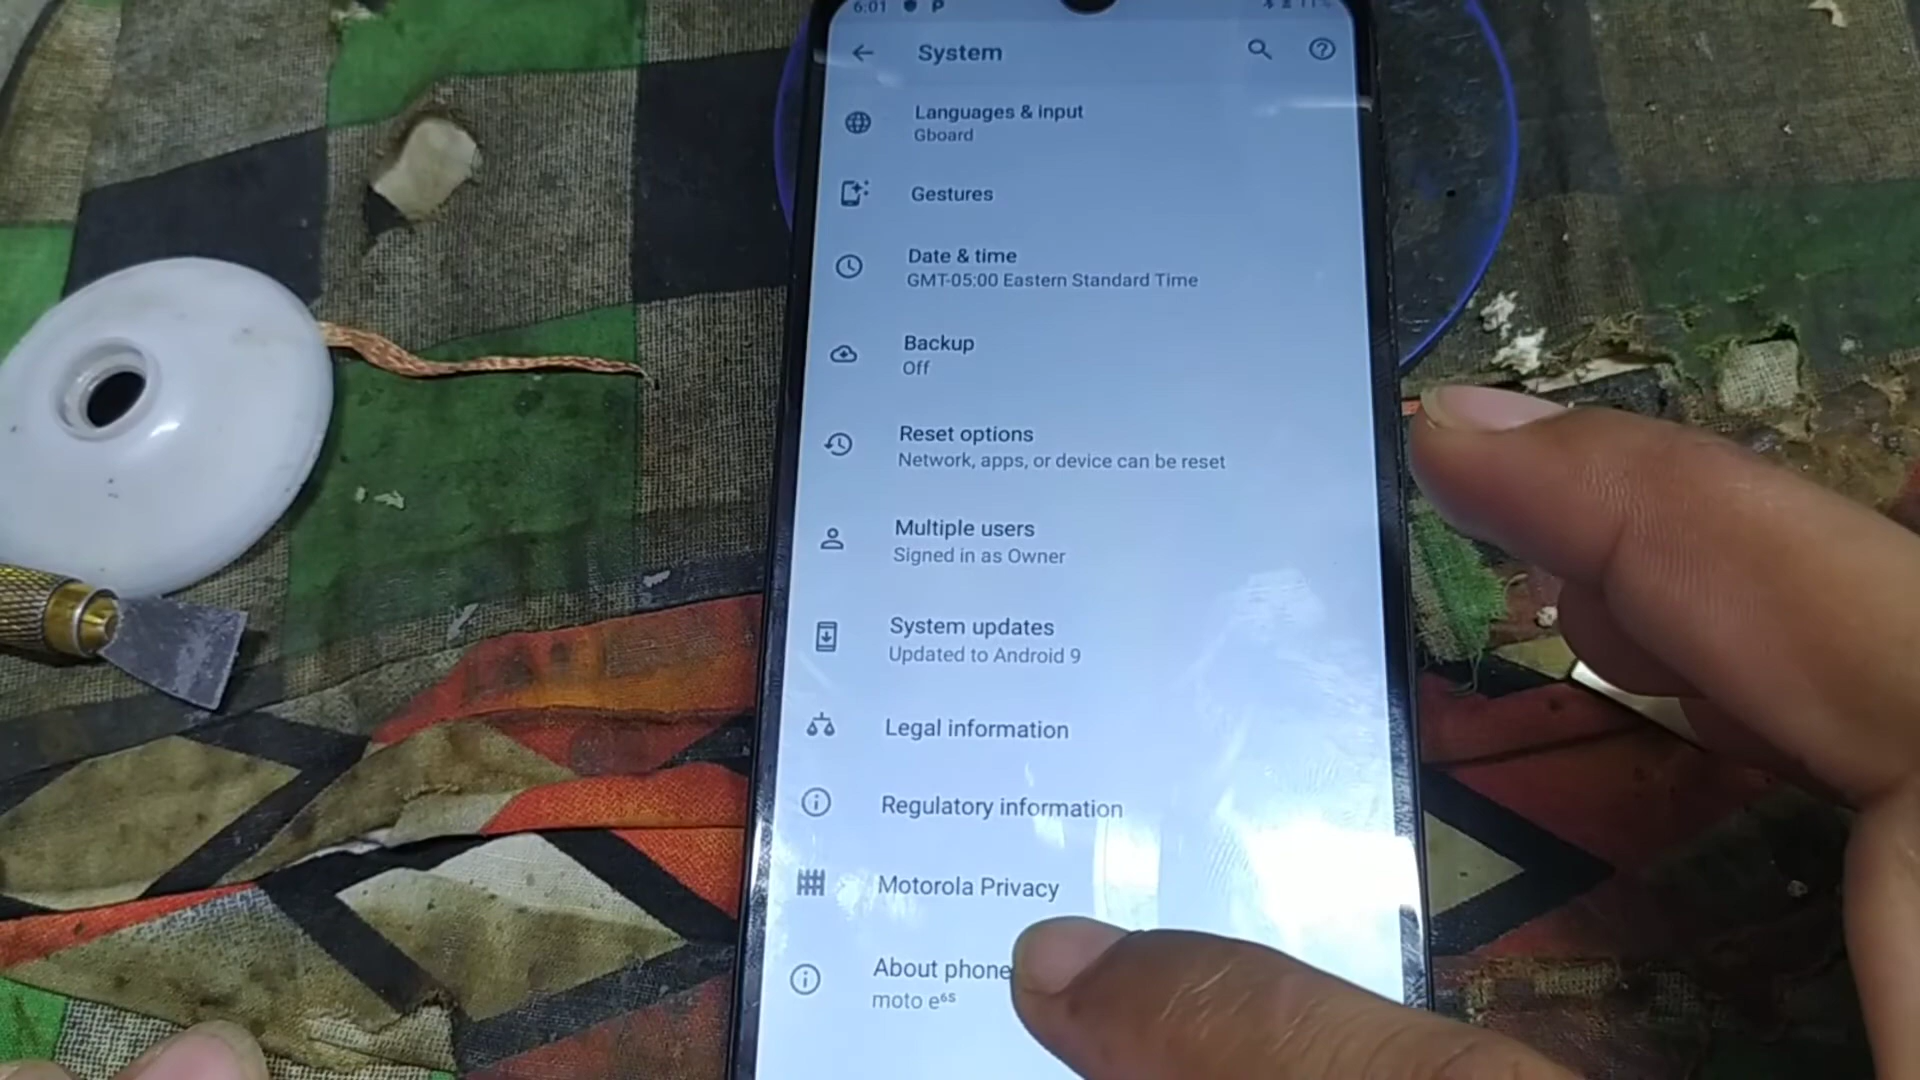 6:01
System
Languages & input
Gboard
Gestures
Date & time
GMT-05:00 Eastern Standard Time
Backup
Off
Reset options
Network, apps, or device can be reset
Multiple users
Signed in as Owner
System updates
Updated to Android 9
Legal information
Regulatory information
Motorola Privacy
About phone
moto e⁶ˢ